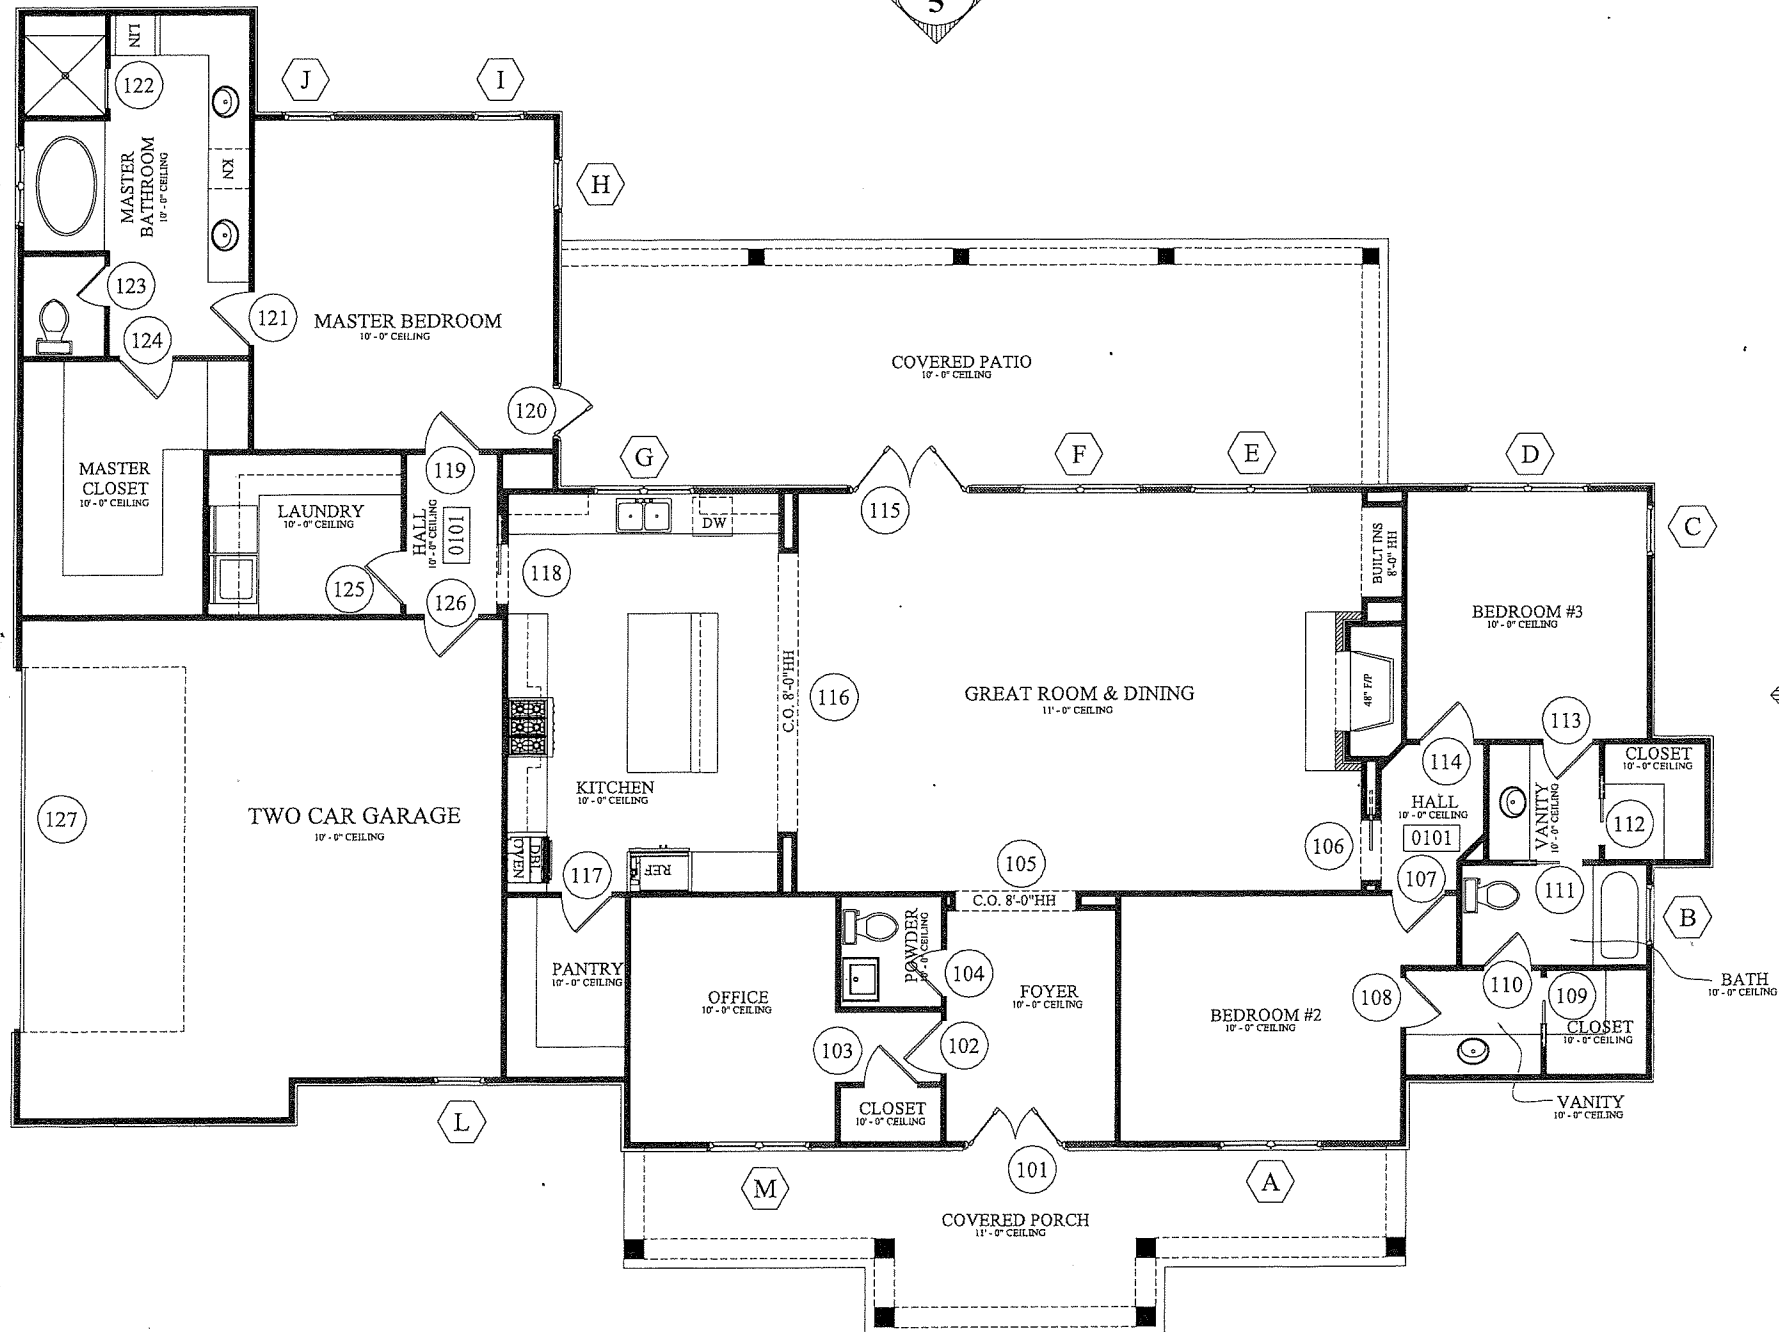 5
LIN
122
J
I
MASTER
BATHROOM
10' - 0" CEILING
KN
H
123
121
124
MASTER BEDROOM
10' - 0" CEILING
COVERED PATIO
10' - 0" CEILING
120
119
G
115
F
E
D
MASTER
CLOSET
10' - 0" CEILING
LAUNDRY
10' - 0" CEILING
HALL
10' - 0" CEILING
0101
DW
C
BUILT INS
8'-0" HH
118
125
126
BEDROOM #3
10' - 0" CEILING
C.O. 8'-0"HH
116
GREAT ROOM & DINING
11' - 0" CEILING
48" F/P
113
114
CLOSET
10' - 0" CEILING
KITCHEN
10' - 0" CEILING
127
TWO CAR GARAGE
10' - 0" CEILING
HALL
10' - 0" CEILING
0101
VANITY
10' - 0" CEILING
112
106
DBL
OVEN
117
REF
105
C.O. 8'-0"HH
107
111
B
POWDER
10' - 0" CEILING
PANTRY
10' - 0" CEILING
104
OFFICE
10' - 0" CEILING
FOYER
10' - 0" CEILING
108
110
109
BATH
10' - 0" CEILING
BEDROOM #2
10' - 0" CEILING
CLOSET
10' - 0" CEILING
103
102
CLOSET
10' - 0" CEILING
VANITY
10' - 0" CEILING
L
101
M
A
COVERED PORCH
11' - 0" CEILING